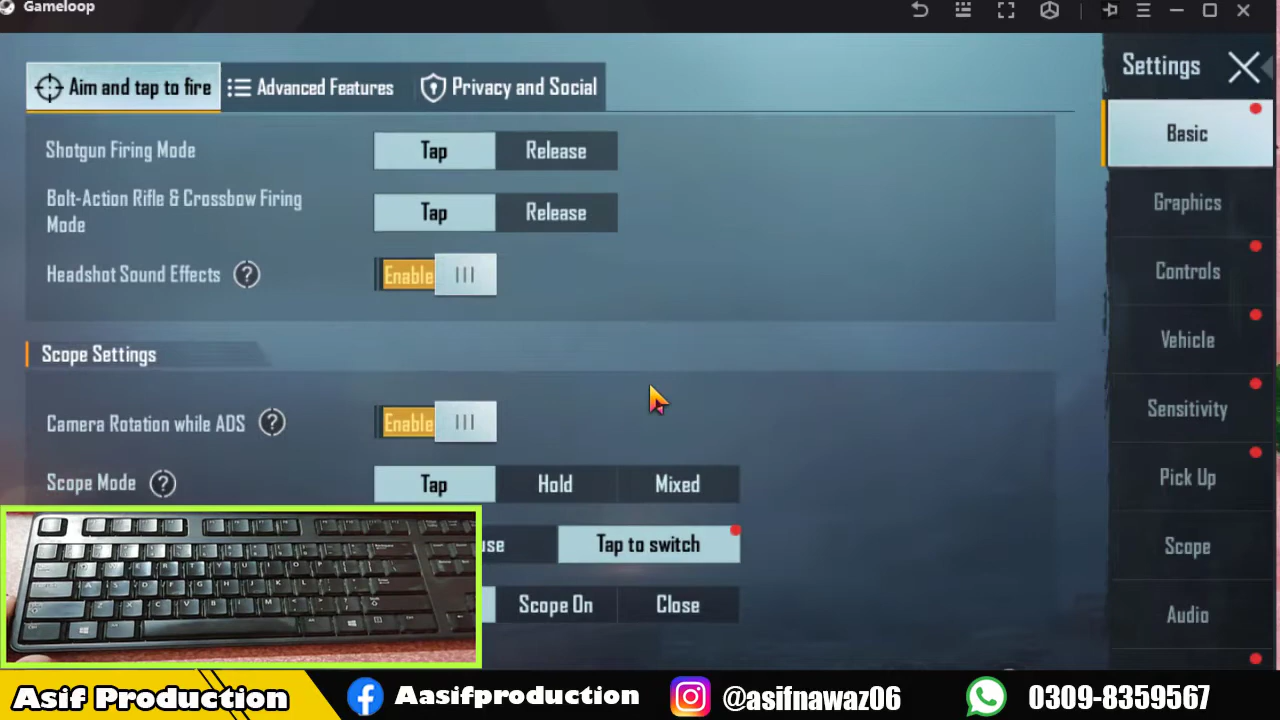 Gameloop
Aim and tap to fire
Advanced Features
Privacy and Social
Settings
Shotgun Firing Mode
Tap
Release
Bolt-Action Rifle & Crossbow Firing
Mode
Tap
Release
Headshot Sound Effects ?
Enable
Scope Settings
Camera Rotation while ADS ?
Enable
Scope Mode ?
Tap
Hold
Mixed
Tap to switch
Scope On
Close
Basic
Graphics
Controls
Vehicle
Sensitivity
Pick Up
Scope
Audio
Asif Production
Aasifproduction
@asifnawaz06
0309-8359567